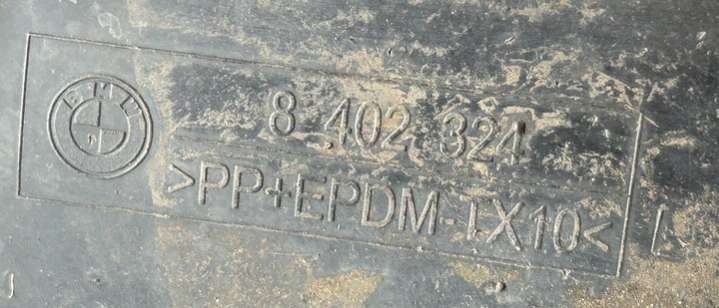 BMW
8 402 324
>PP+EPDM-TX10<
L